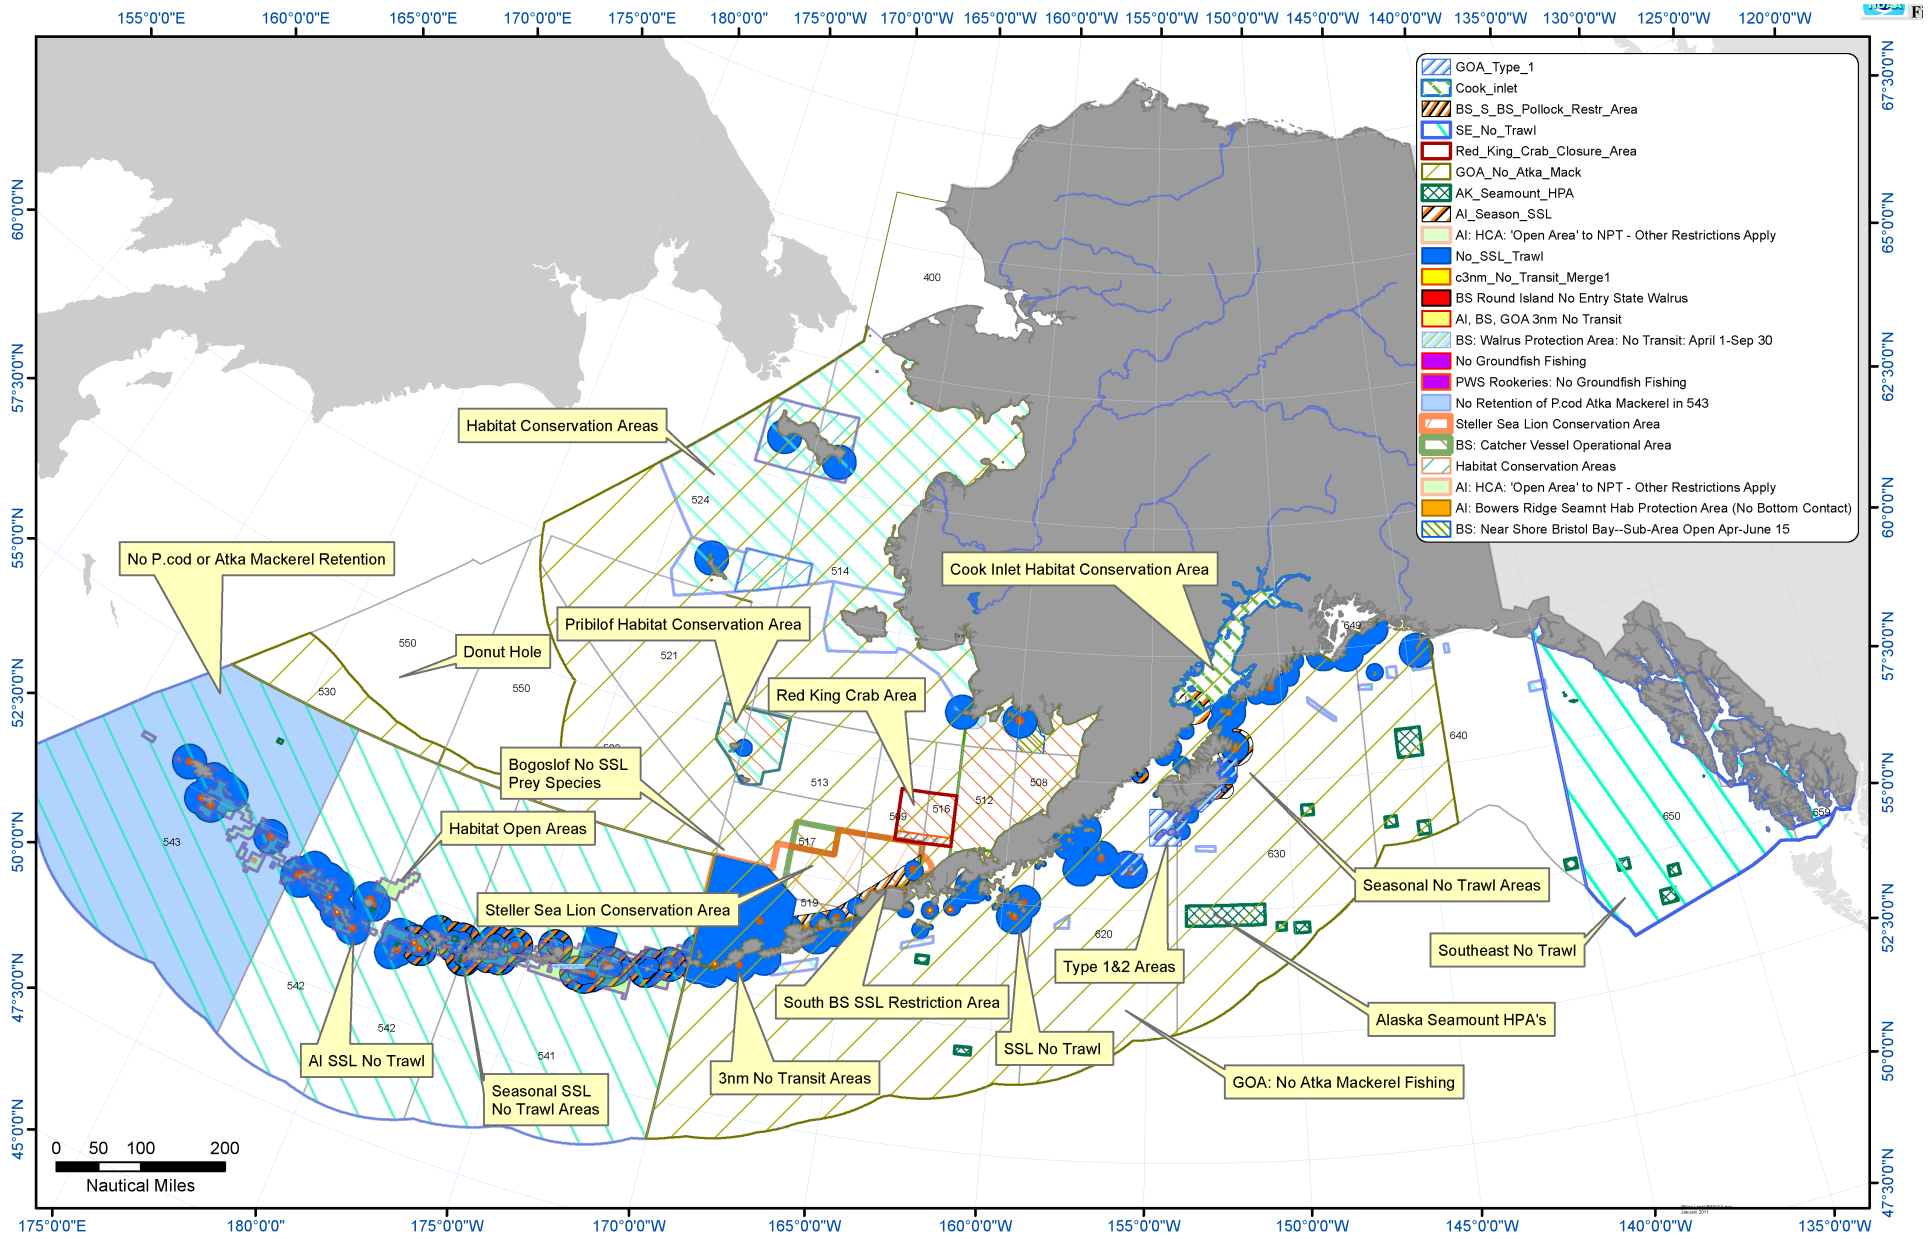 155°0'0"W
160°0'0"W
165°0'0"W
170°0'0"W
175°0'0"W
180°0'0"W
175°0'0"W
170°0'0"W
165°0'0"W
160°0'0"W
155°0'0"W
150°0'0"W
145°0'0"W
140°0'0"W
135°0'0"W
130°0'0"W
125°0'0"W
120°0'0"W
Fi
60°0'0"N
57°30'0"N
55°0'0"N
52°30'0"N
50°0'0"N
47°30'0"N
45°0'0"N
67°30'0"N
65°0'0"N
62°30'0"N
60°0'0"N
57°30'0"N
55°0'0"N
52°30'0"N
50°0'0"N
47°30'0"N
GOA_Type_1
Cook_inlet
BS_S_BS_Pollock_Restr_Area
SE_No_Trawl
Red_King_Crab_Closure_Area
GOA_No_Atka_Mack
AK_Seamount_HPA
AI_Season_SSL
AI: HCA: 'Open Area' to NPT - Other Restrictions Apply
No_SSL_Trawl
c3nm_No_Transit_Merge1
BS Round Island No Entry State Walrus
AI, BS, GOA 3nm No Transit
BS: Walrus Protection Area: No Transit: April 1-Sep 30
No Groundfish Fishing
PWS Rookeries: No Groundfish Fishing
No Retention of P.cod Atka Mackerel in 543
Steller Sea Lion Conservation Area
BS: Catcher Vessel Operational Area
Habitat Conservation Areas
AI: HCA: 'Open Area' to NPT - Other Restrictions Apply
AI: Bowers Ridge Seamnt Hab Protection Area (No Bottom Contact)
BS: Near Shore Bristol Bay--Sub-Area Open Apr-June 15
400
Habitat Conservation Areas
524
No P.cod or Atka Mackerel Retention
Cook Inlet Habitat Conservation Area
514
Pribilof Habitat Conservation Area
649
550
Donut Hole
521
550
530
Red King Crab Area
640
Bogoslof No SSL
Prey Species
513
508
512
516
509
650
659
Habitat Open Areas
543
517
630
Seasonal No Trawl Areas
Steller Sea Lion Conservation Area
519
620
Southeast No Trawl
Type 1&2 Areas
542
South BS SSL Restriction Area
Alaska Seamount HPA's
542
541
SSL No Trawl
AI SSL No Trawl
3nm No Transit Areas
GOA: No Atka Mackerel Fishing
Seasonal SSL
No Trawl Areas
0 50 100 200
Nautical Miles
175°0'0"E
180°0'0"W
175°0'0"W
170°0'0"W
165°0'0"W
160°0'0"W
155°0'0"W
150°0'0"W
145°0'0"W
140°0'0"W
135°0'0"W